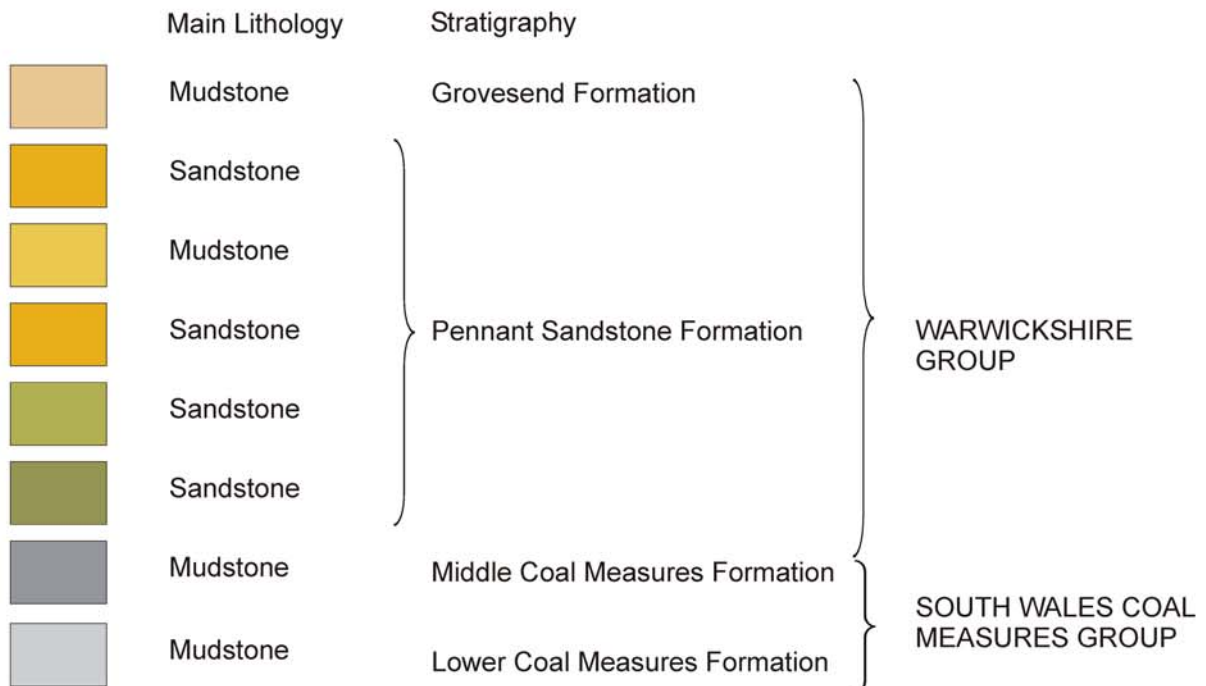 Main Lithology Stratigraphy
Mudstone Grovesend Formation
Sandstone
Mudstone
Sandstone Pennant Sandstone Formation
WARWICKSHIRE
GROUP
Sandstone
Sandstone
Mudstone Middle Coal Measures Formation
SOUTH WALES COAL
MEASURES GROUP
Mudstone Lower Coal Measures Formation